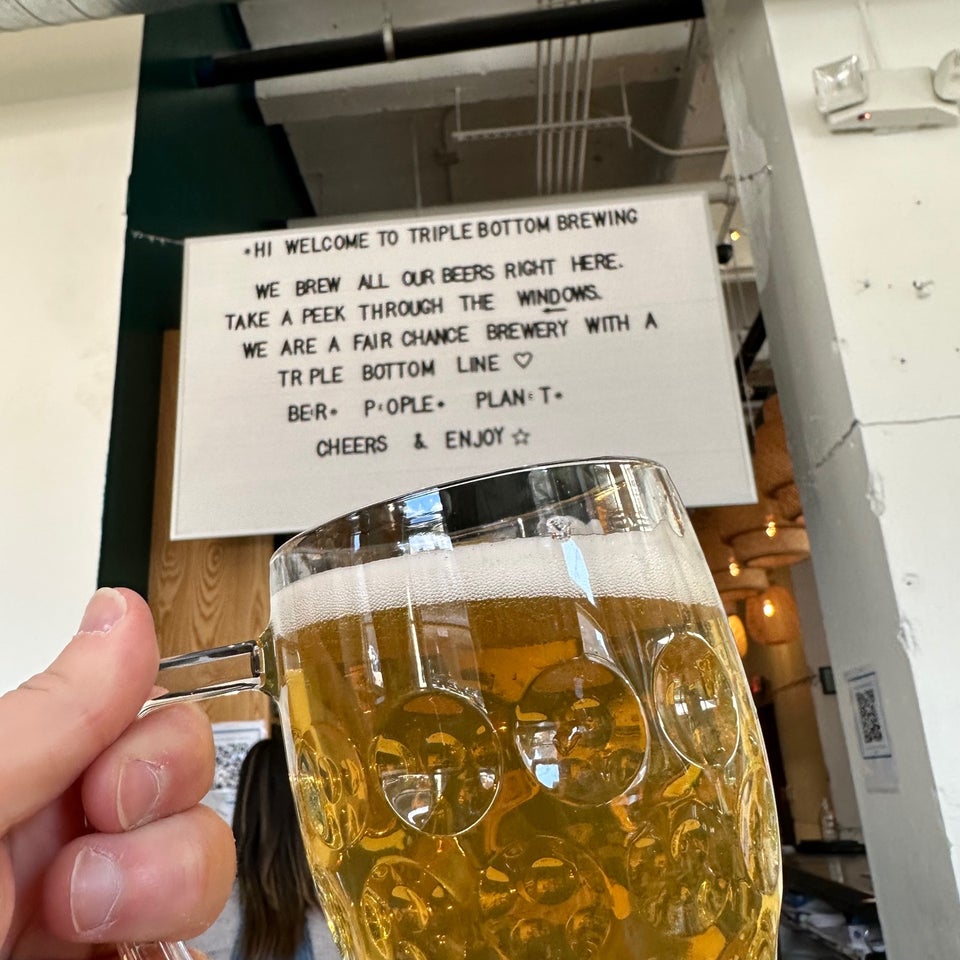 •HI WELCOME TO TRIPLE BOTTOM BREWING
WE BREW ALL OUR BEERS RIGHT HERE.
TAKE A PEEK THROUGH THE WINDOWS.
WE ARE A FAIR CHANCE BREWERY WITH A
TR PLE BOTTOM LINE ♡
BE:R• P:OPLE• PLAN: T•
CHEERS & ENJOY ☆